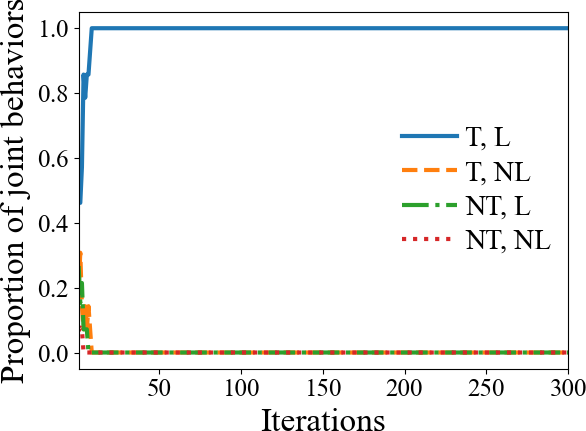 Proportion of joint behaviors
1.0
0.8
0.6
0.4
0.2
0.0
T, L
T, NL
NT, L
NT, NL
50
100
150
200
250
300
Iterations